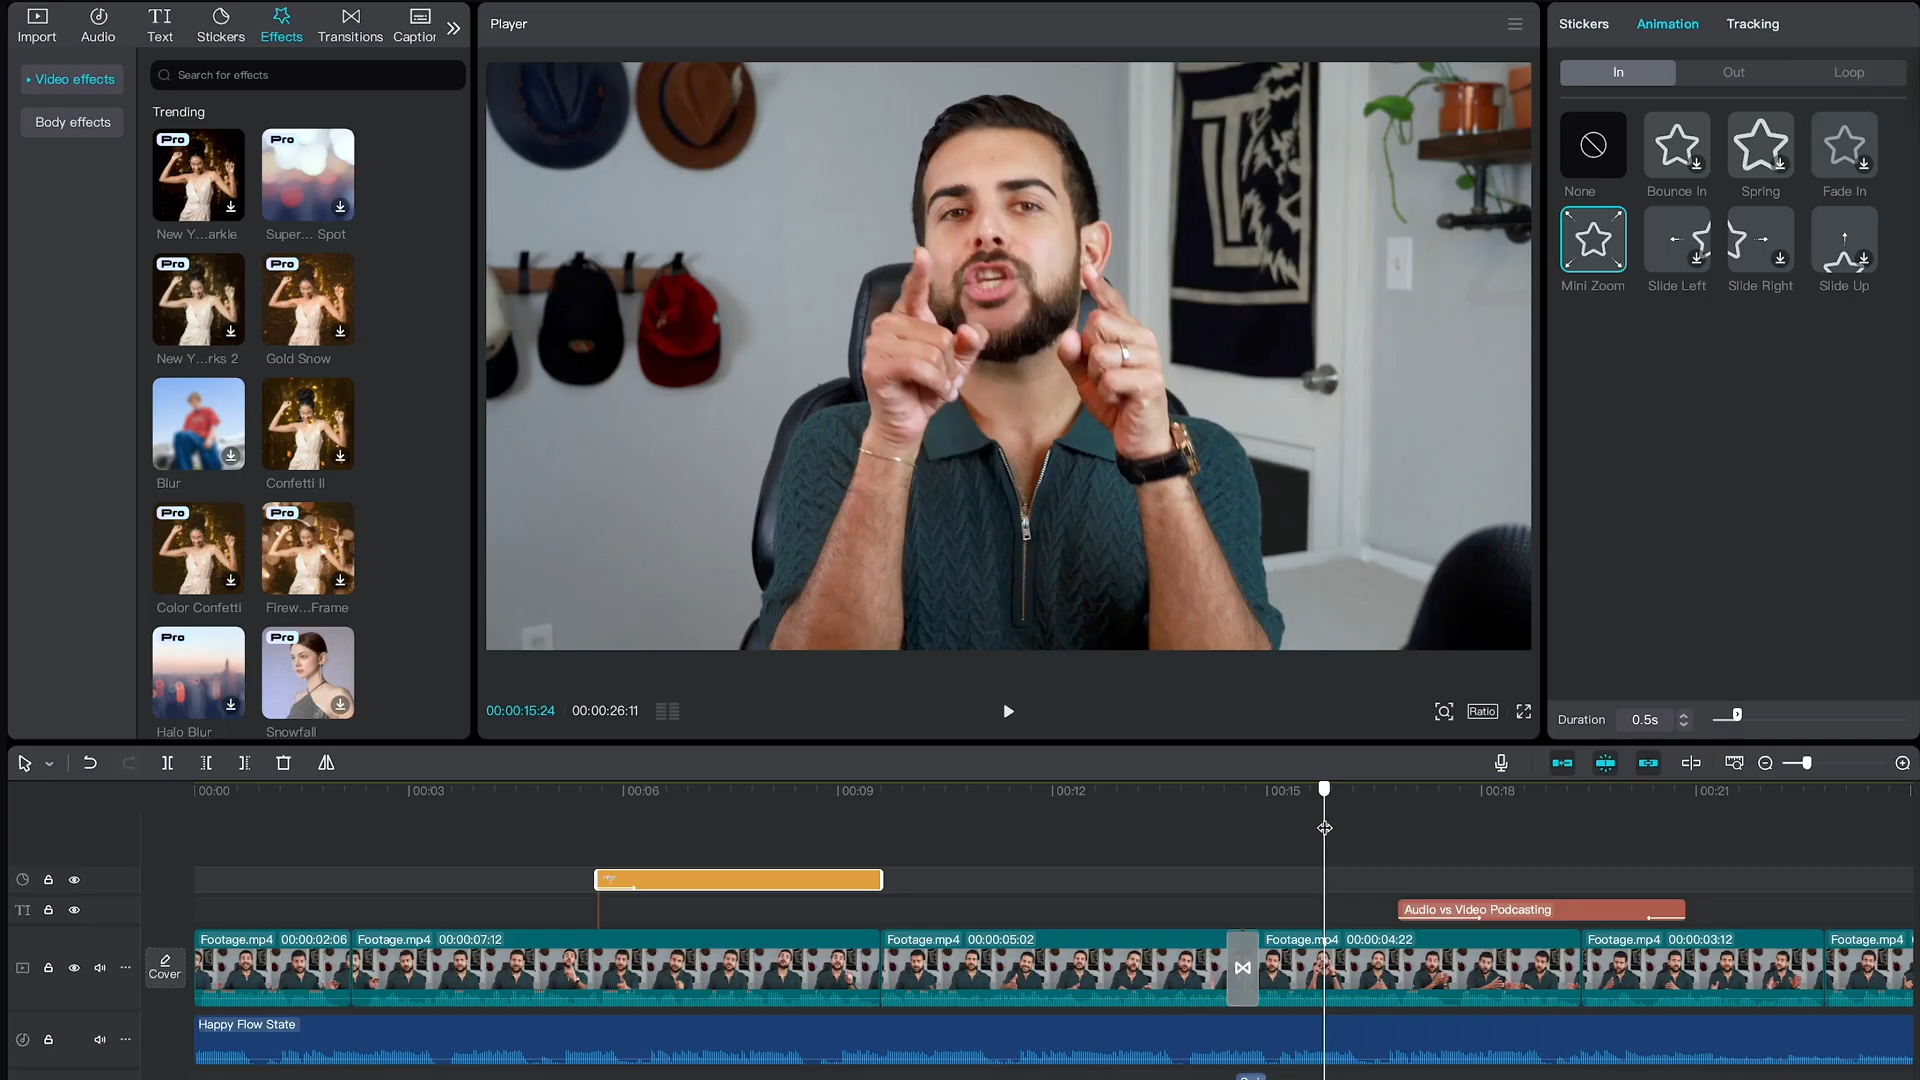 Import
Audio
TI
Text
Stickers
Effects
Transitions
Player
Stickers
Animation
Tracking
Video effects
Body effects
Search for effects
Trending
Pro
Pro
New Y...arkle
Super... Spot
Pro
Pro
New Y...rks 2
Gold Snow
Blur
Confetti II
Pro
Pro
Color Confetti
Firew...Frame
Pro
Pro
Halo Blur
Snowfall
In
Out
Loop
None
Bounce In
Spring
Fade In
Mini Zoom
Slide Left
Slide Right
Slide Up
00:00:15:24
00:00:26:11
Ratio
Duration
0.5s
00:00
00:03
00:06
00:09
00:12
00:15
00:18
00:21
TI
Audio vs Video Podcasting
Cover
Footage.mp4 00:00:02:06
Footage.mp4 00:00:07:12
Footage.mp4 00:00:05:02
Footage.mp4 00:00:04:22
Footage.mp4 00:00:03:12
Footage.mp4
Happy Flow State